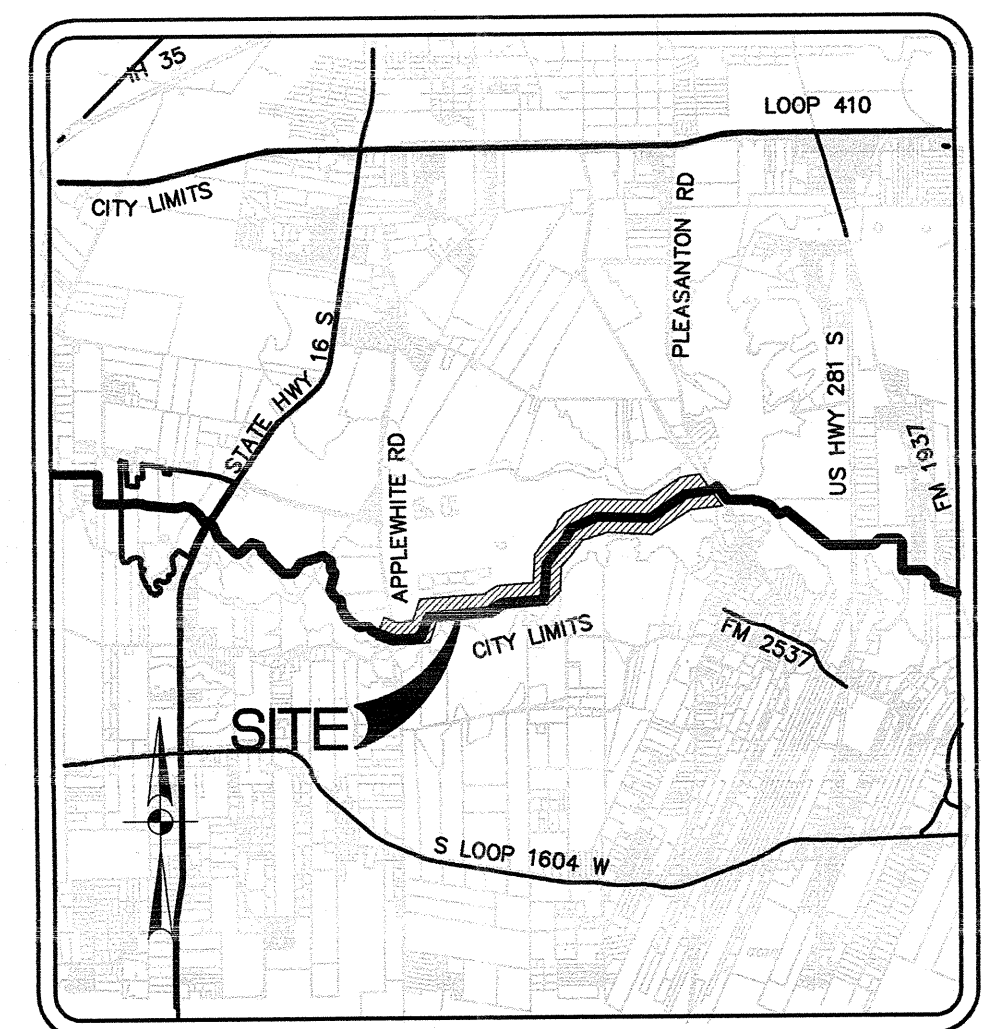 IH 35
LOOP 410
CITY LIMITS
PLEASANTON RD
STATE HWY 16 S
US HWY 281 S
FM 1937
APPLEWHITE RD
CITY LIMITS
FM 2537
SITE
S LOOP 1604 W